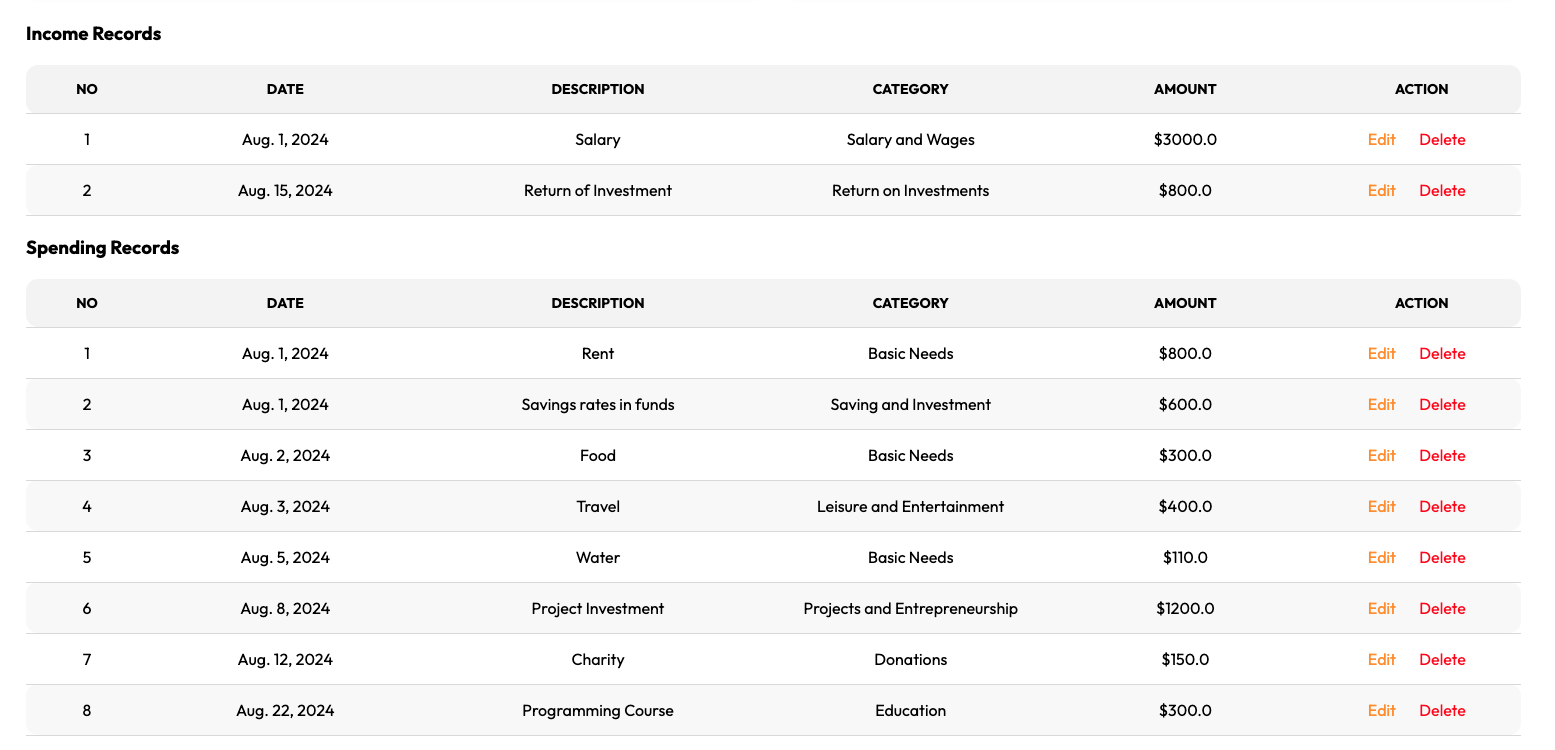 Income Records
NO DATE DESCRIPTION CATEGORY AMOUNT ACTION
1 Aug. 1, 2024 Salary Salary and Wages $3000.0 Edit Delete
2 Aug. 15, 2024 Return of Investment Return on Investments $800.0 Edit Delete
Spending Records
NO DATE DESCRIPTION CATEGORY AMOUNT ACTION
1 Aug. 1, 2024 Rent Basic Needs $800.0 Edit Delete
2 Aug. 1, 2024 Savings rates in funds Saving and Investment $600.0 Edit Delete
3 Aug. 2, 2024 Food Basic Needs $300.0 Edit Delete
4 Aug. 3, 2024 Travel Leisure and Entertainment $400.0 Edit Delete
5 Aug. 5, 2024 Water Basic Needs $110.0 Edit Delete
6 Aug. 8, 2024 Project Investment Projects and Entrepreneurship $1200.0 Edit Delete
7 Aug. 12, 2024 Charity Donations $150.0 Edit Delete
8 Aug. 22, 2024 Programming Course Education $300.0 Edit Delete